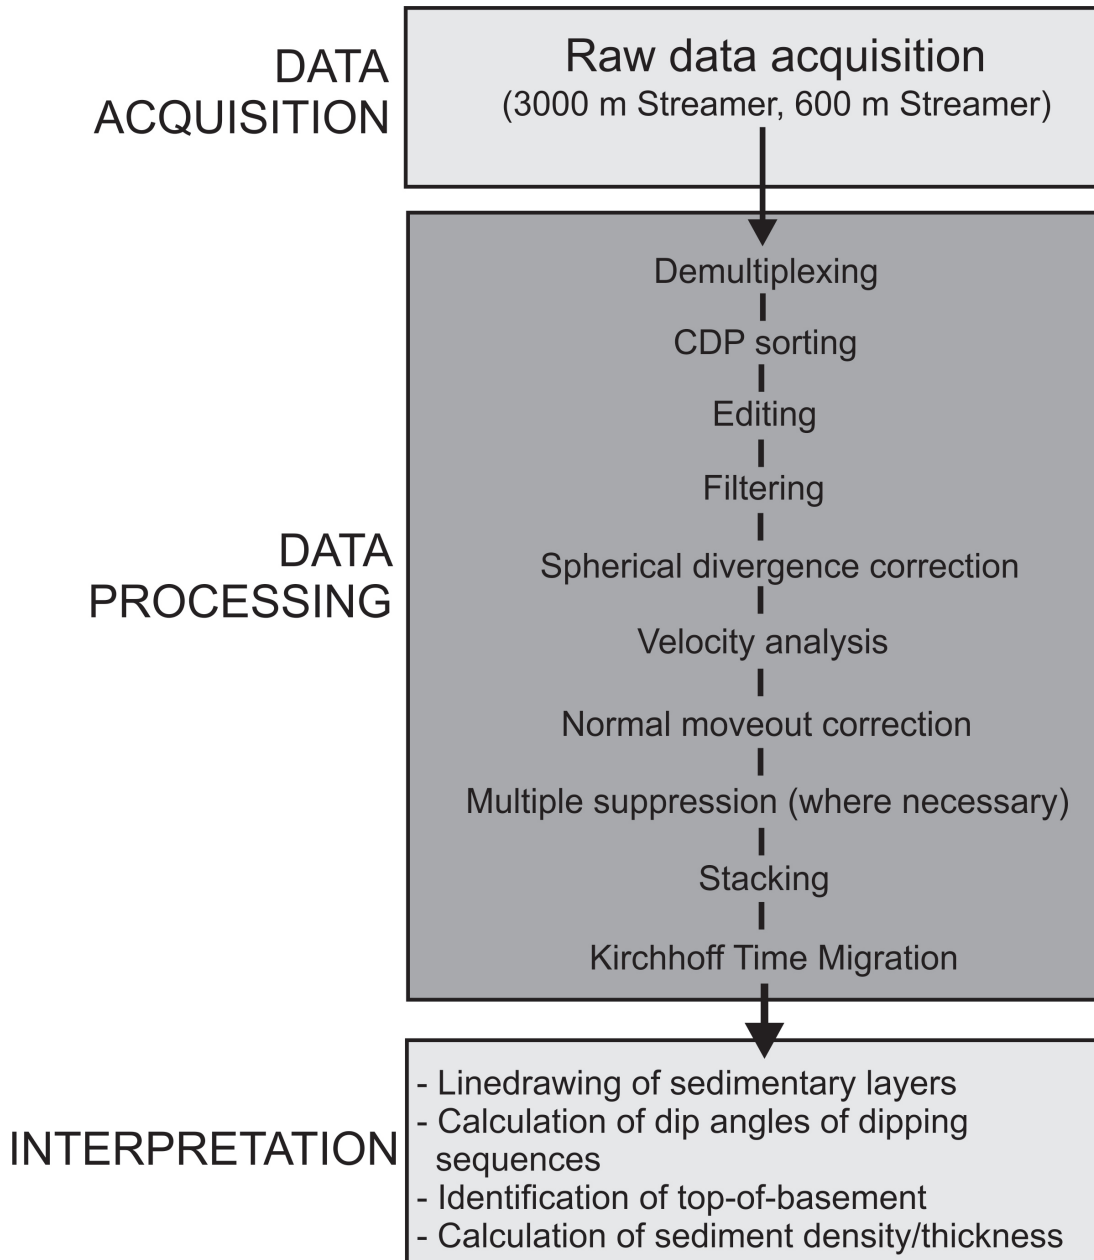 DATA
ACQUISITION
Raw data acquisition
(3000 m Streamer, 600 m Streamer)
DATA
PROCESSING
Demultiplexing
CDP sorting
Editing
Filtering
Spherical divergence correction
Velocity analysis
Normal moveout correction
Multiple suppression (where necessary)
Stacking
Kirchhoff Time Migration
INTERPRETATION
- Linedrawing of sedimentary layers
- Calculation of dip angles of dipping
sequences
- Identification of top-of-basement
- Calculation of sediment density/thickness